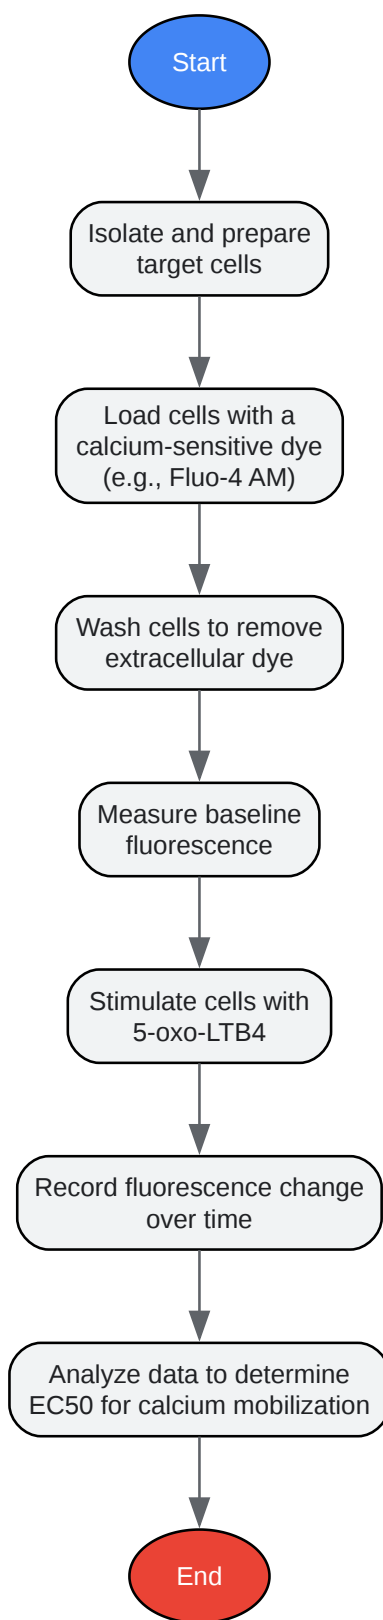 Start
Isolate and prepare
target cells
Load cells with a
calcium-sensitive dye
(e.g., Fluo-4 AM)
Wash cells to remove
extracellular dye
Measure baseline
fluorescence
Stimulate cells with
5-oxo-LTB4
Record fluorescence change
over time
Analyze data to determine
EC50 for calcium mobilization
End